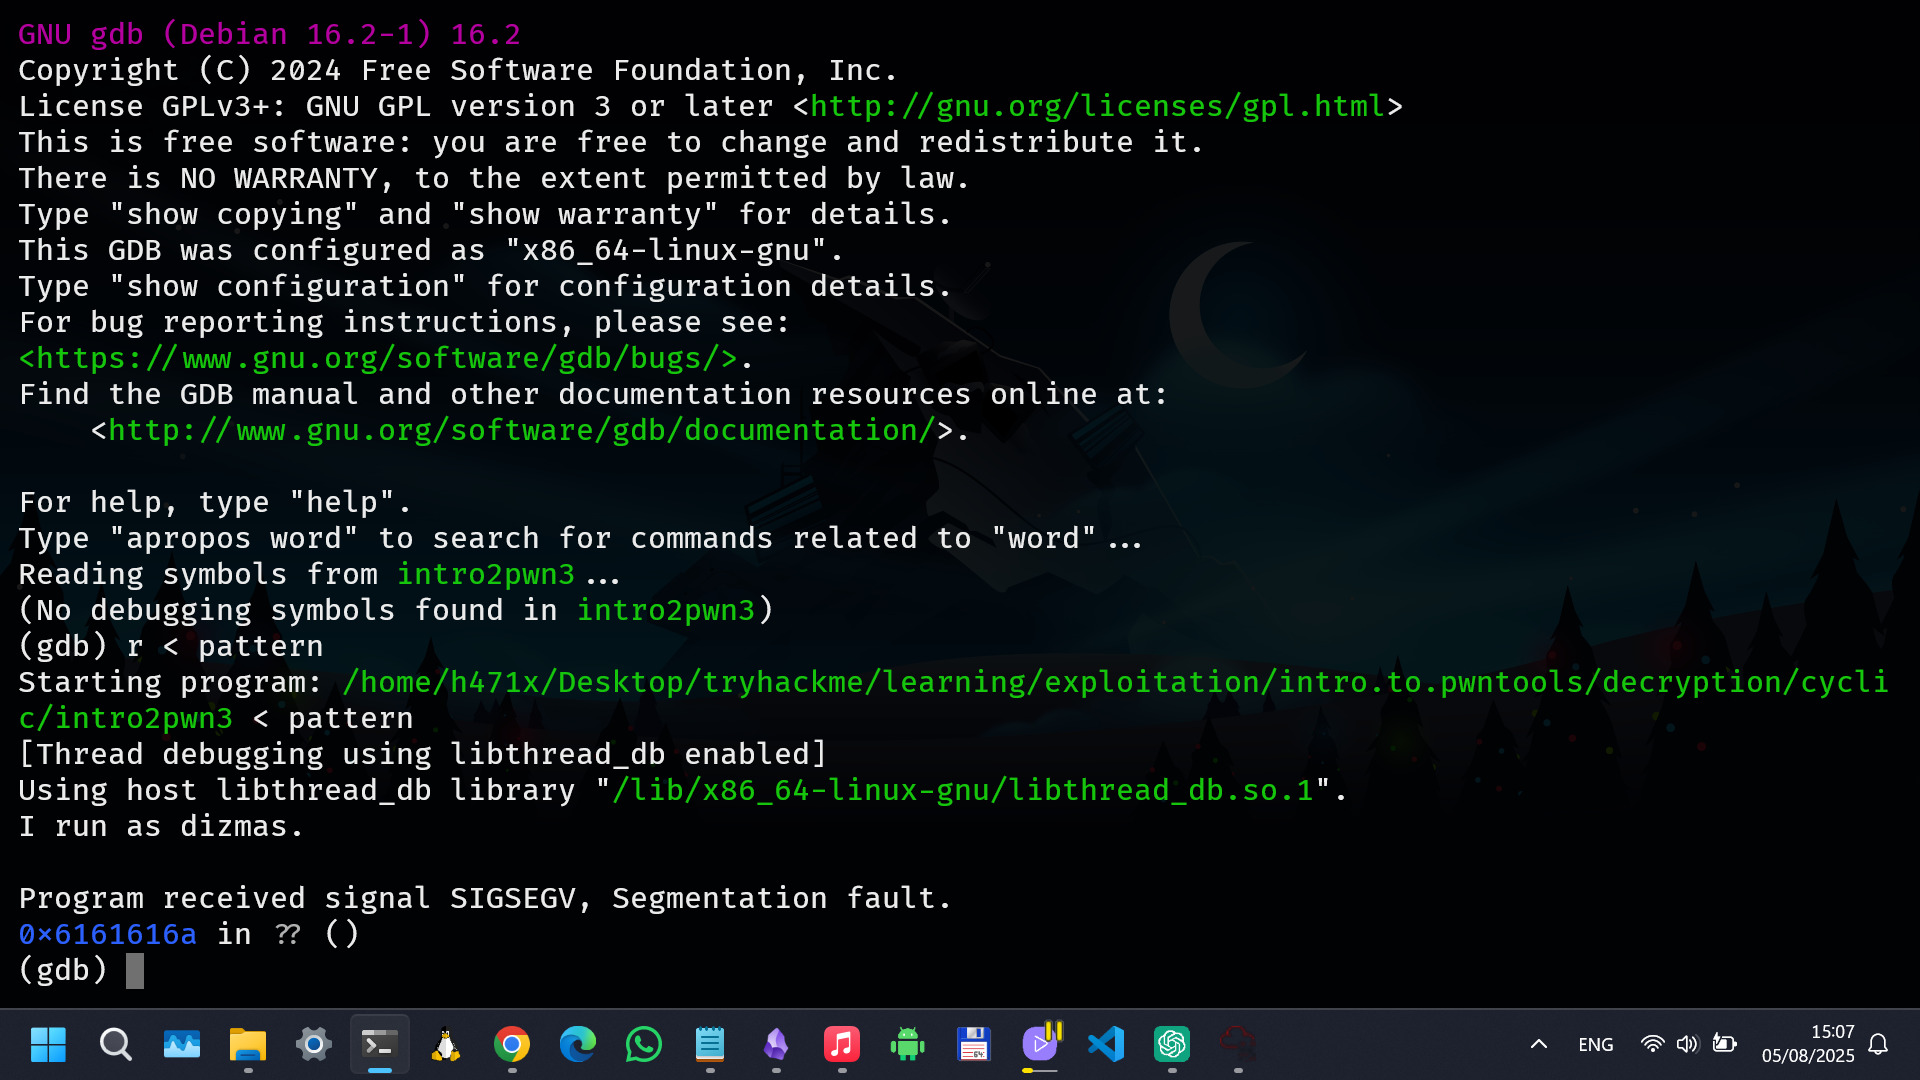 GNU gdb (Debian 16.2-1) 16.2
Copyright (C) 2024 Free Software Foundation, Inc.
License GPLv3+: GNU GPL version 3 or later <http://gnu.org/licenses/gpl.html>
This is free software: you are free to change and redistribute it.
There is NO WARRANTY, to the extent permitted by law.
Type "show copying" and "show warranty" for details.
This GDB was configured as "x86_64-linux-gnu".
Type "show configuration" for configuration details.
For bug reporting instructions, please see:
<https://www.gnu.org/software/gdb/bugs/>.
Find the GDB manual and other documentation resources online at:
    <http://www.gnu.org/software/gdb/documentation/>.

For help, type "help".
Type "apropos word" to search for commands related to "word"...
Reading symbols from intro2pwn3...
(No debugging symbols found in intro2pwn3)
(gdb) r < pattern
Starting program: /home/h471x/Desktop/tryhackme/learning/exploitation/intro.to.pwntools/decryption/cycli
c/intro2pwn3 < pattern
[Thread debugging using libthread_db enabled]
Using host libthread_db library "/lib/x86_64-linux-gnu/libthread_db.so.1".
I run as dizmas.

Program received signal SIGSEGV, Segmentation fault.
0x6161616a in ?? ()
(gdb)
64
ENG
15:07
05/08/2025